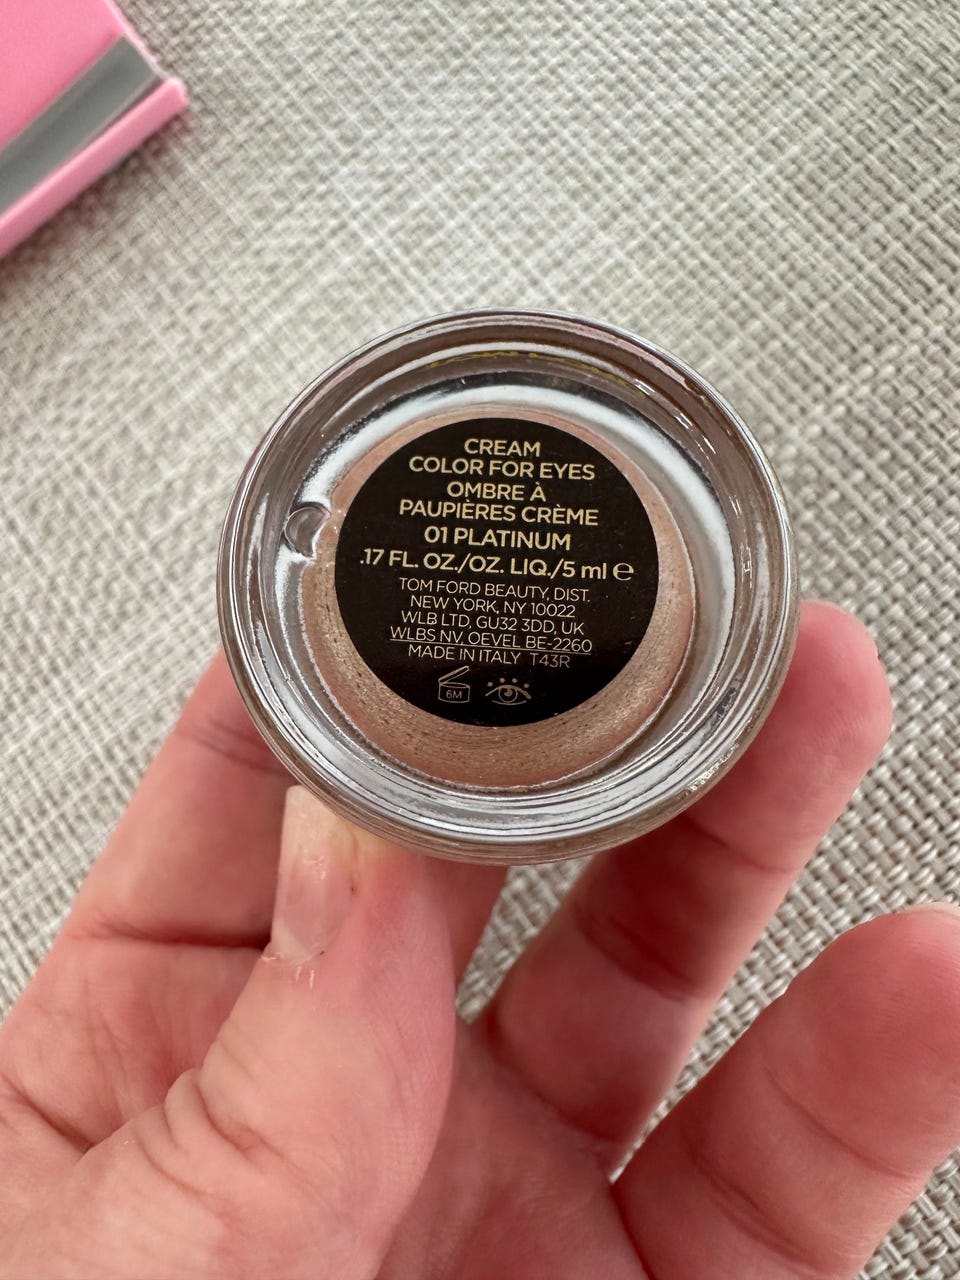 CREAM
COLOR FOR EYES
OMBRE À
PAUPIÈRES CRÈME
01 PLATINUM
.17 FL. OZ./OZ. LIQ./5 ml ℮
TOM FORD BEAUTY, DIST.
NEW YORK, NY 10022
WLB LTD, GU32 3DD, UK
WLBS NV, OEVEL BE-2260
MADE IN ITALY T43R
6M